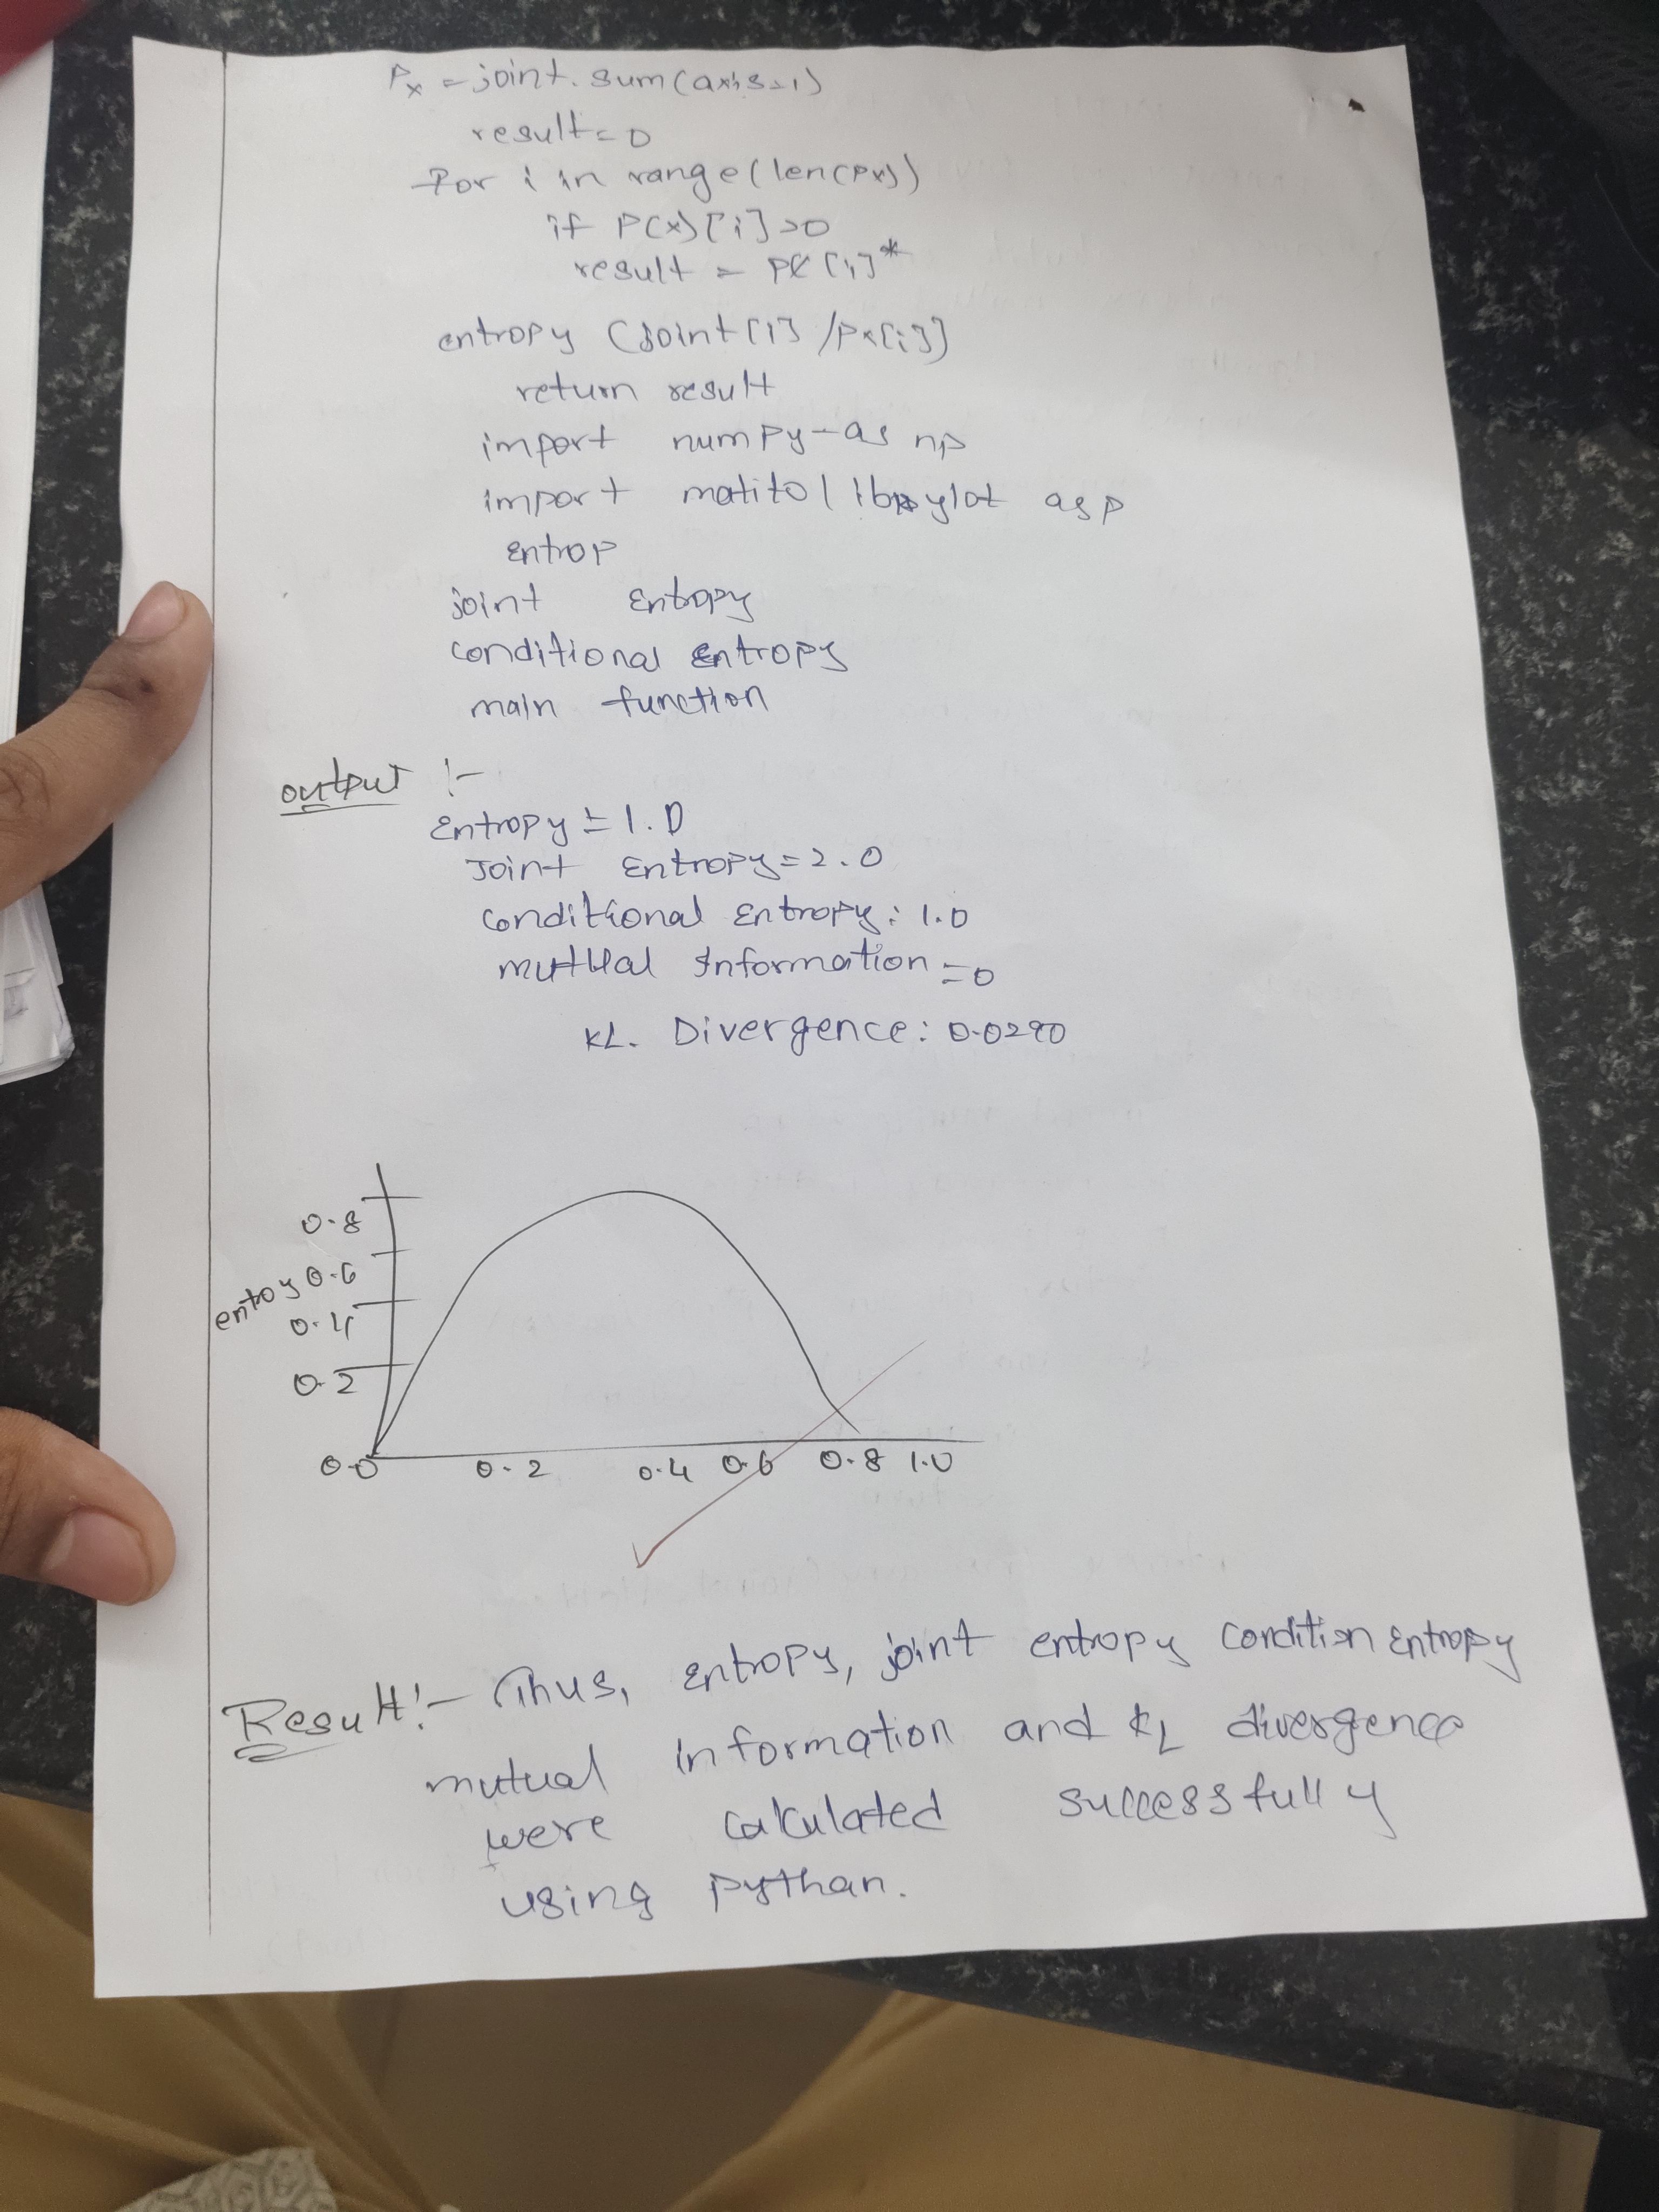 Px = joint. sum(axis=1)
result=0
For i in range(len(Px))
if P(x)[i]>0
result = Px[i]*
entropy (Joint[i] /Px[i])
return result
import numpy-as np
import matitol libpylot as p
Entrop
joint Entropy
conditional Entropy
main function
output :-
Entropy = 1.0
Joint Entropy=2.0
conditional Entropy: 1.0
mutual Information =0
KL. Divergence: 0.0290
0.8
entroy 0.6
0.4
0.2
0.0 0.2 0.4 0.6 0.8 1.0
Result:- Thus, entropy, joint entropy condition entropy
mutual information and KL divergence
were calculated successfully
using pythan.